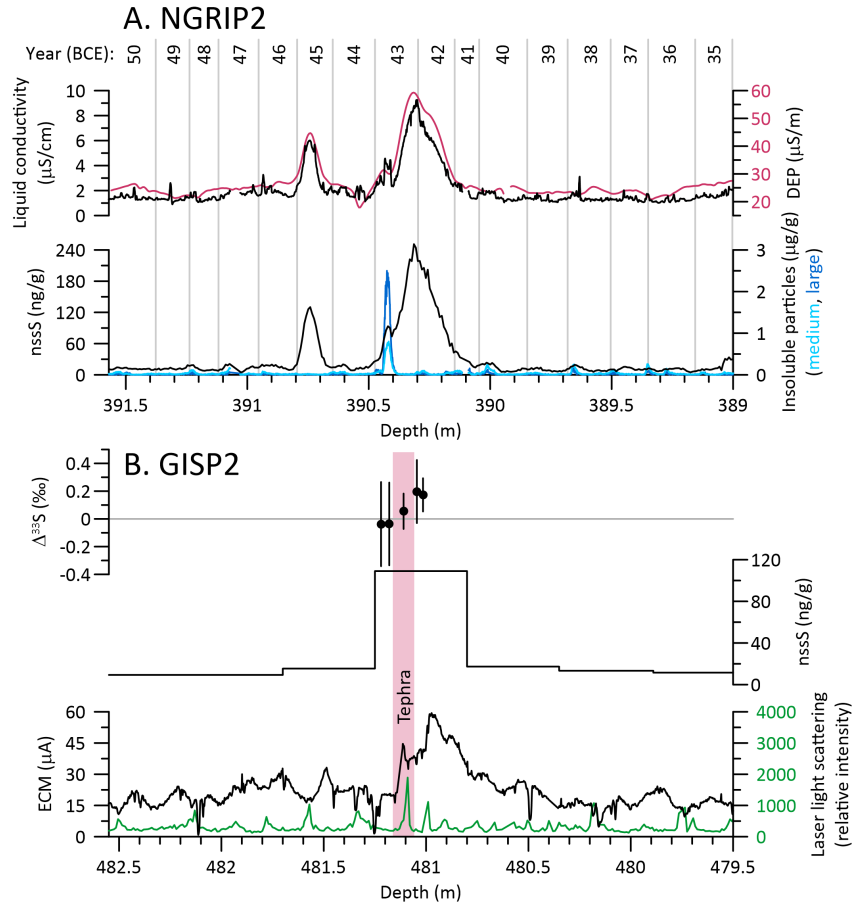 A. NGRIP2
Year (BCE): 50 49 48 47 46 45 44 43 42 41 40 39 38 37 36 35
Liquid conductivity
(µS/cm)
10
8
6
4
2
0
60
50
40
30
20
DEP (µS/m)
nssS (ng/g)
240
180
120
60
0
3
2
1
0
Insoluble particles (µg/g)
(medium, large)
391.5 391 390.5 390 389.5 389
Depth (m)
B. GISP2
Δ³³S (‰)
0.4
0.2
0
-0.2
-0.4
120
80
40
0
nssS (ng/g)
Tephra
ECM (µA)
60
45
30
15
0
4000
3000
2000
1000
0
Laser light scattering
(relative intensity)
482.5 482 481.5 481 480.5 480 479.5
Depth (m)